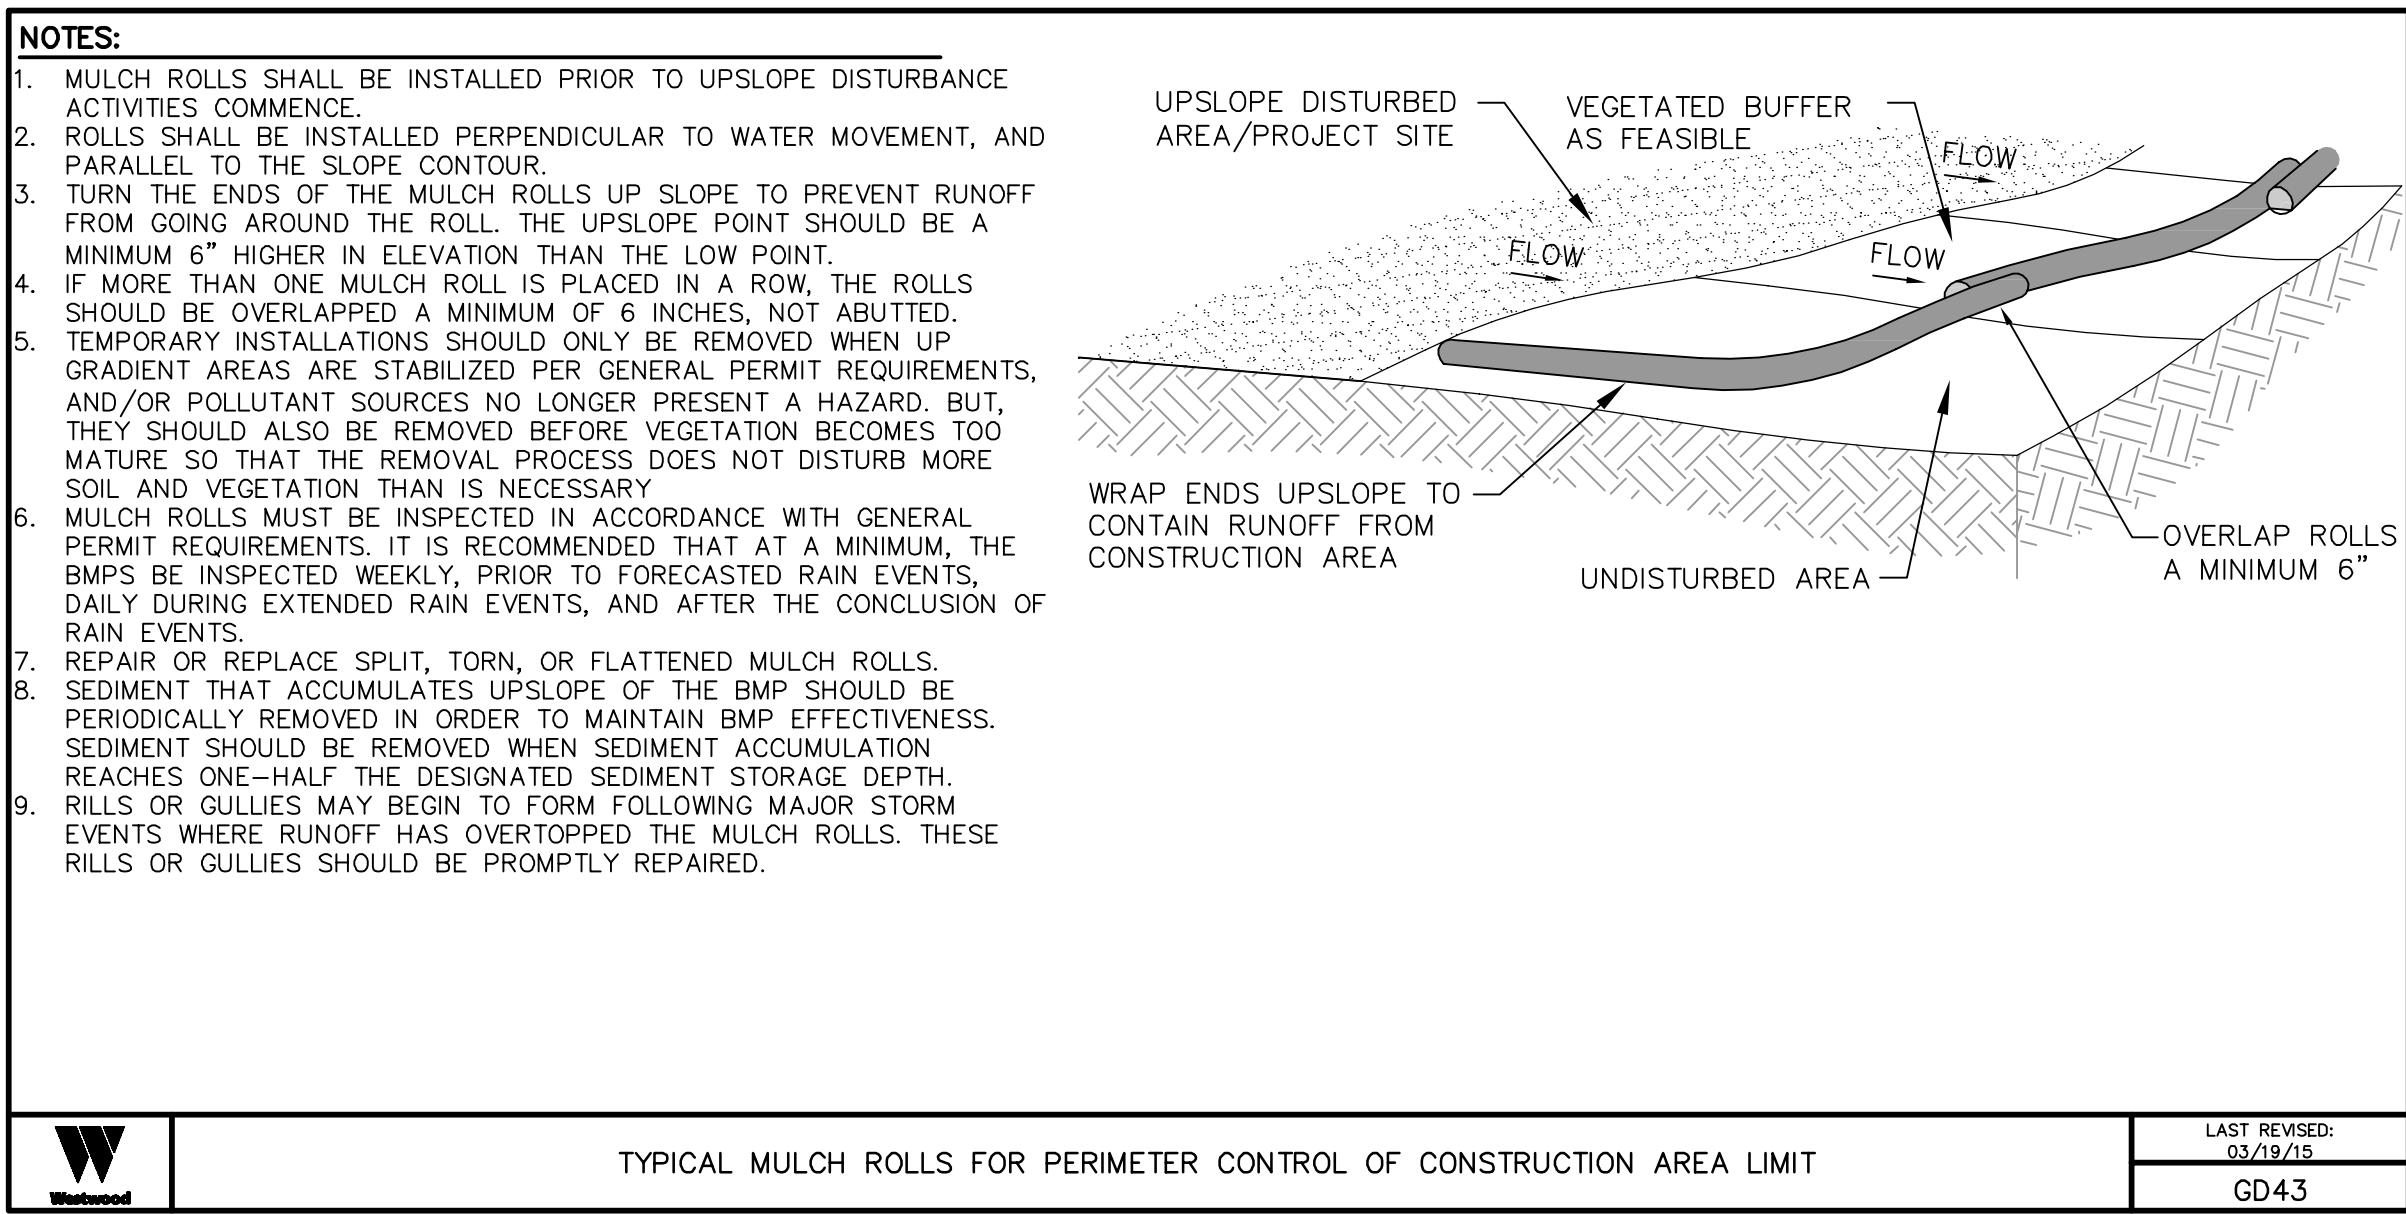 NOTES:
1. MULCH ROLLS SHALL BE INSTALLED PRIOR TO UPSLOPE DISTURBANCE
ACTIVITIES COMMENCE.
2. ROLLS SHALL BE INSTALLED PERPENDICULAR TO WATER MOVEMENT, AND
PARALLEL TO THE SLOPE CONTOUR.
3. TURN THE ENDS OF THE MULCH ROLLS UP SLOPE TO PREVENT RUNOFF
FROM GOING AROUND THE ROLL. THE UPSLOPE POINT SHOULD BE A
MINIMUM 6" HIGHER IN ELEVATION THAN THE LOW POINT.
4. IF MORE THAN ONE MULCH ROLL IS PLACED IN A ROW, THE ROLLS
SHOULD BE OVERLAPPED A MINIMUM OF 6 INCHES, NOT ABUTTED.
5. TEMPORARY INSTALLATIONS SHOULD ONLY BE REMOVED WHEN UP
GRADIENT AREAS ARE STABILIZED PER GENERAL PERMIT REQUIREMENTS,
AND/OR POLLUTANT SOURCES NO LONGER PRESENT A HAZARD. BUT,
THEY SHOULD ALSO BE REMOVED BEFORE VEGETATION BECOMES TOO
MATURE SO THAT THE REMOVAL PROCESS DOES NOT DISTURB MORE
SOIL AND VEGETATION THAN IS NECESSARY
6. MULCH ROLLS MUST BE INSPECTED IN ACCORDANCE WITH GENERAL
PERMIT REQUIREMENTS. IT IS RECOMMENDED THAT AT A MINIMUM, THE
BMPS BE INSPECTED WEEKLY, PRIOR TO FORECASTED RAIN EVENTS,
DAILY DURING EXTENDED RAIN EVENTS, AND AFTER THE CONCLUSION OF
RAIN EVENTS.
7. REPAIR OR REPLACE SPLIT, TORN, OR FLATTENED MULCH ROLLS.
8. SEDIMENT THAT ACCUMULATES UPSLOPE OF THE BMP SHOULD BE
PERIODICALLY REMOVED IN ORDER TO MAINTAIN BMP EFFECTIVENESS.
SEDIMENT SHOULD BE REMOVED WHEN SEDIMENT ACCUMULATION
REACHES ONE-HALF THE DESIGNATED SEDIMENT STORAGE DEPTH.
9. RILLS OR GULLIES MAY BEGIN TO FORM FOLLOWING MAJOR STORM
EVENTS WHERE RUNOFF HAS OVERTOPPED THE MULCH ROLLS. THESE
RILLS OR GULLIES SHOULD BE PROMPTLY REPAIRED.
UPSLOPE DISTURBED
AREA/PROJECT SITE
VEGETATED BUFFER
AS FEASIBLE
FLOW
FLOW
FLOW
WRAP ENDS UPSLOPE TO
CONTAIN RUNOFF FROM
CONSTRUCTION AREA
UNDISTURBED AREA
OVERLAP ROLLS
A MINIMUM 6"
Westwood
TYPICAL MULCH ROLLS FOR PERIMETER CONTROL OF CONSTRUCTION AREA LIMIT
LAST REVISED:
03/19/15
GD43